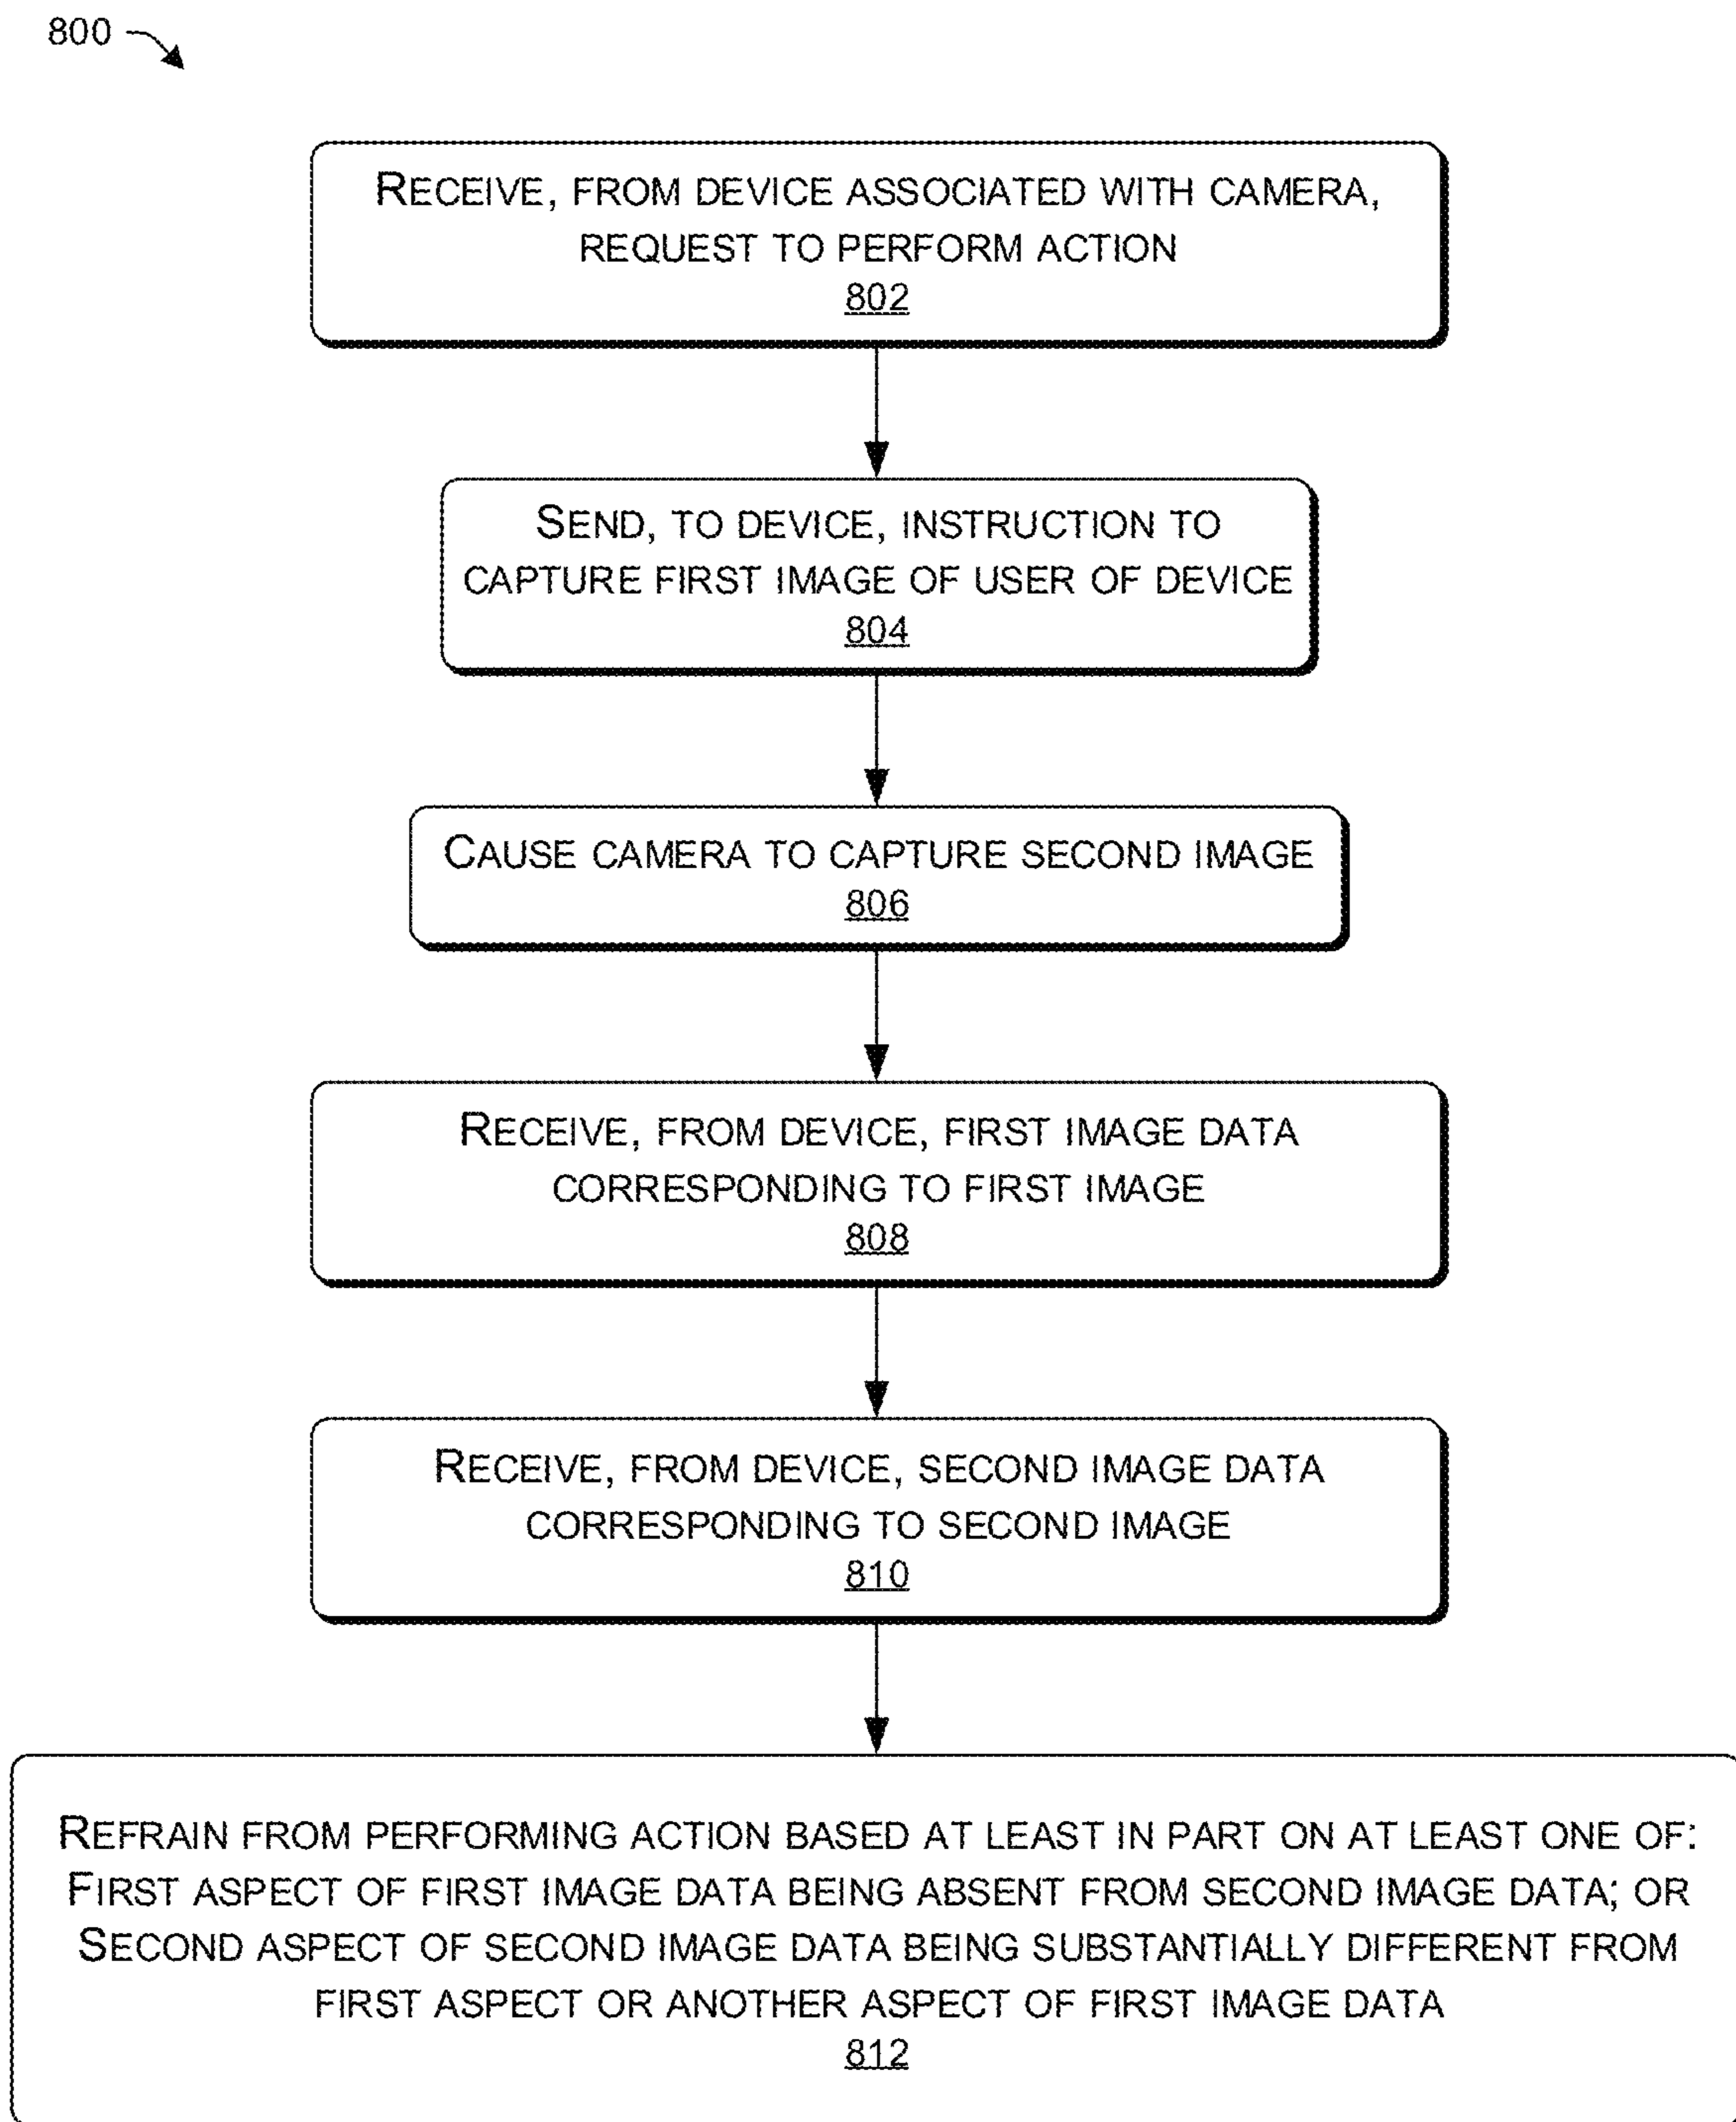 800
RECEIVE, FROM DEVICE ASSOCIATED WITH CAMERA,
REQUEST TO PERFORM ACTION
802
SEND, TO DEVICE, INSTRUCTION TO
CAPTURE FIRST IMAGE OF USER OF DEVICE
804
CAUSE CAMERA TO CAPTURE SECOND IMAGE
806
RECEIVE, FROM DEVICE, FIRST IMAGE DATA
CORRESPONDING TO FIRST IMAGE
808
RECEIVE, FROM DEVICE, SECOND IMAGE DATA
CORRESPONDING TO SECOND IMAGE
810
REFRAIN FROM PERFORMING ACTION BASED AT LEAST IN PART ON AT LEAST ONE OF:
FIRST ASPECT OF FIRST IMAGE DATA BEING ABSENT FROM SECOND IMAGE DATA; OR
SECOND ASPECT OF SECOND IMAGE DATA BEING SUBSTANTIALLY DIFFERENT FROM
FIRST ASPECT OR ANOTHER ASPECT OF FIRST IMAGE DATA
812